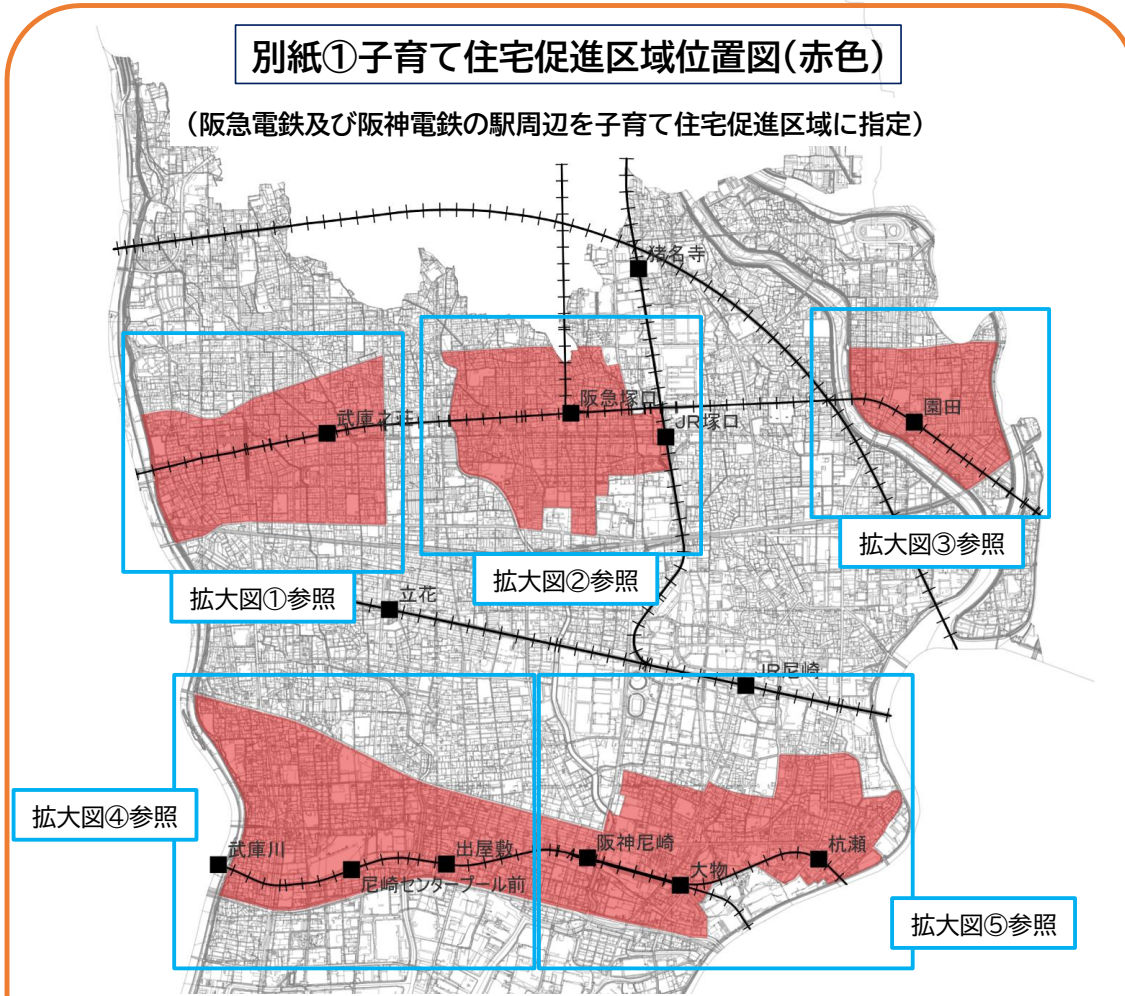 別紙①子育て住宅促進区域位置図(赤色)
(阪急電鉄及び阪神電鉄の駅周辺を子育て住宅促進区域に指定)
猪名寺
武庫之荘
阪急塚口
JR塚口
園田
拡大図①参照
拡大図②参照
拡大図③参照
立花
JR尼崎
拡大図④参照
武庫川
尼崎センタープール前
出屋敷
阪神尼崎
大物
杭瀬
拡大図⑤参照